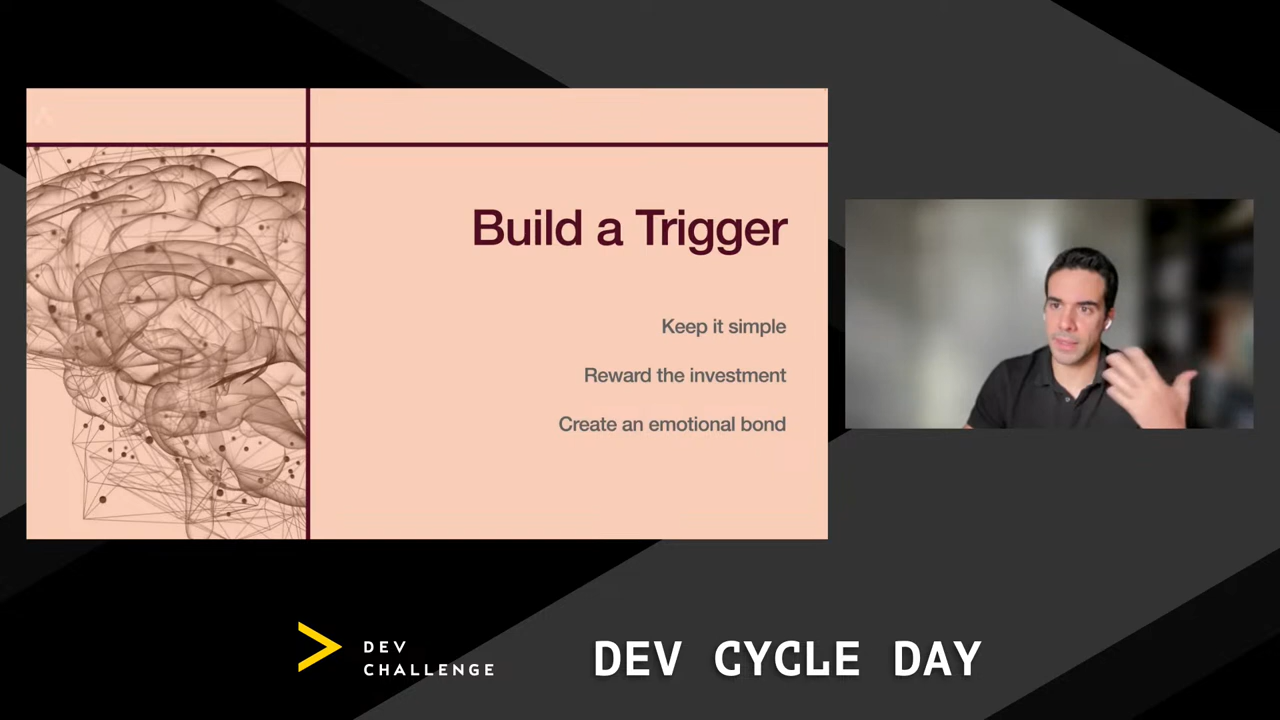 Build a Trigger
Keep it simple
Reward the investment
Create an emotional bond
DEV
CHALLENGE
DEV CYCLE DAY